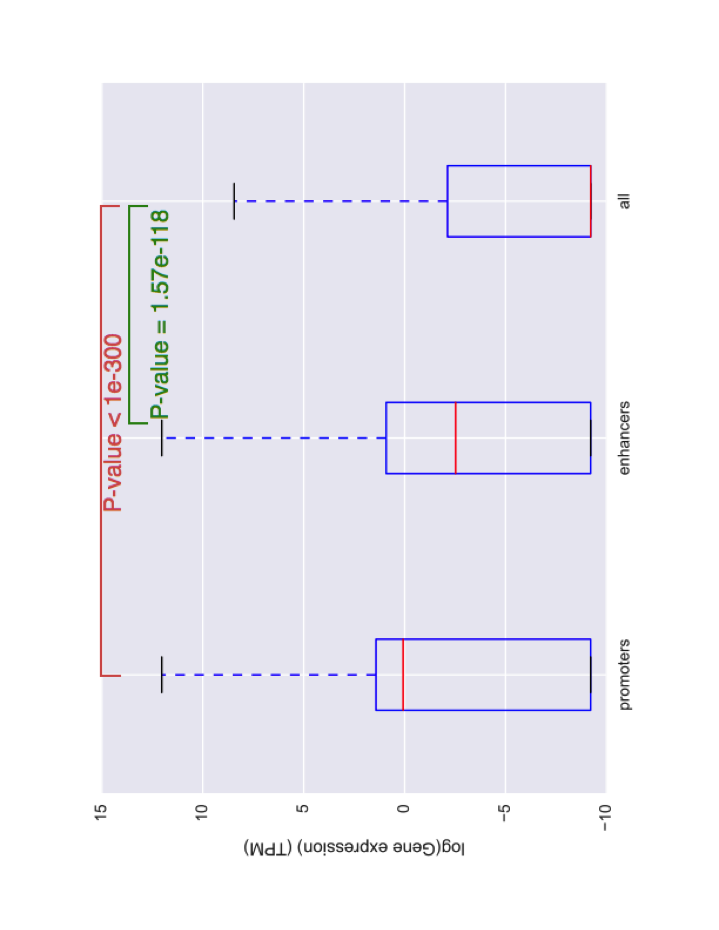 P-value < 1e-300
P-value = 1.57e-118
15
10
5
0
−5
−10
log(Gene expression) (TPM)
promoters
enhancers
all